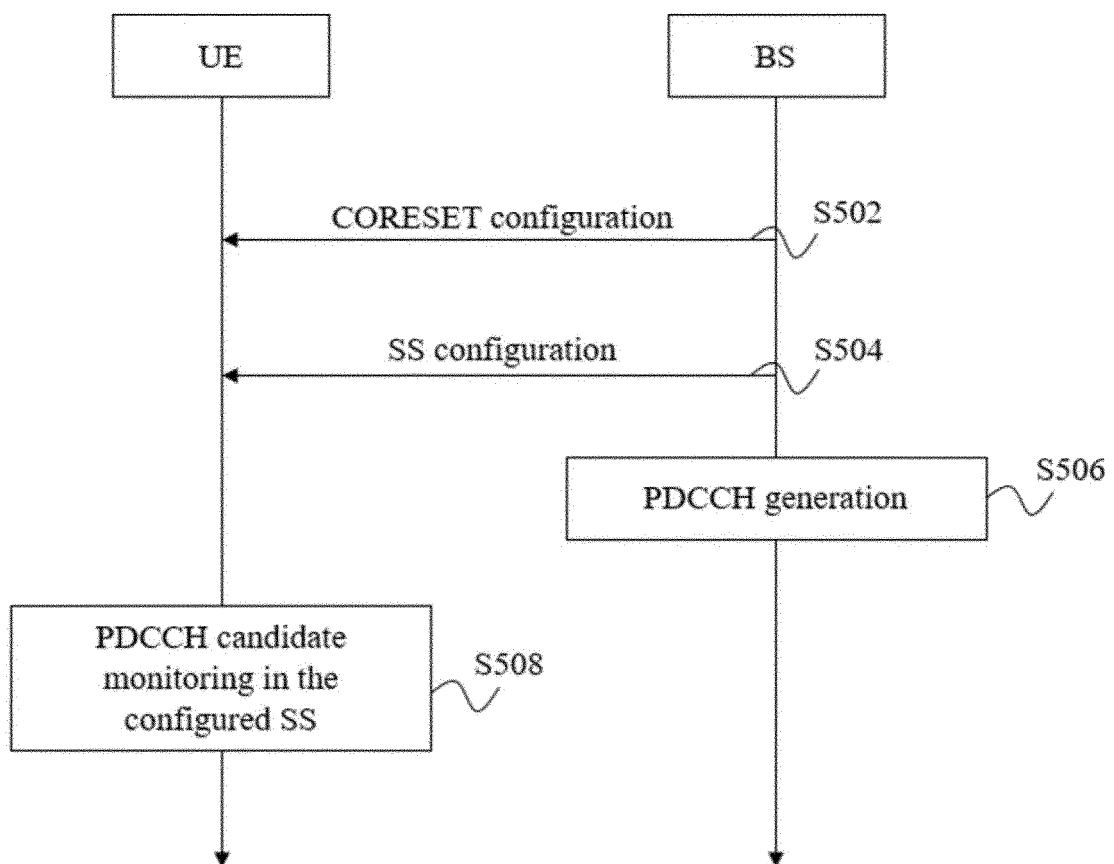 UE
BS
CORESET configuration
S502
SS configuration
S504
PDCCH generation
S506
PDCCH candidate
monitoring in the
configured SS
S508